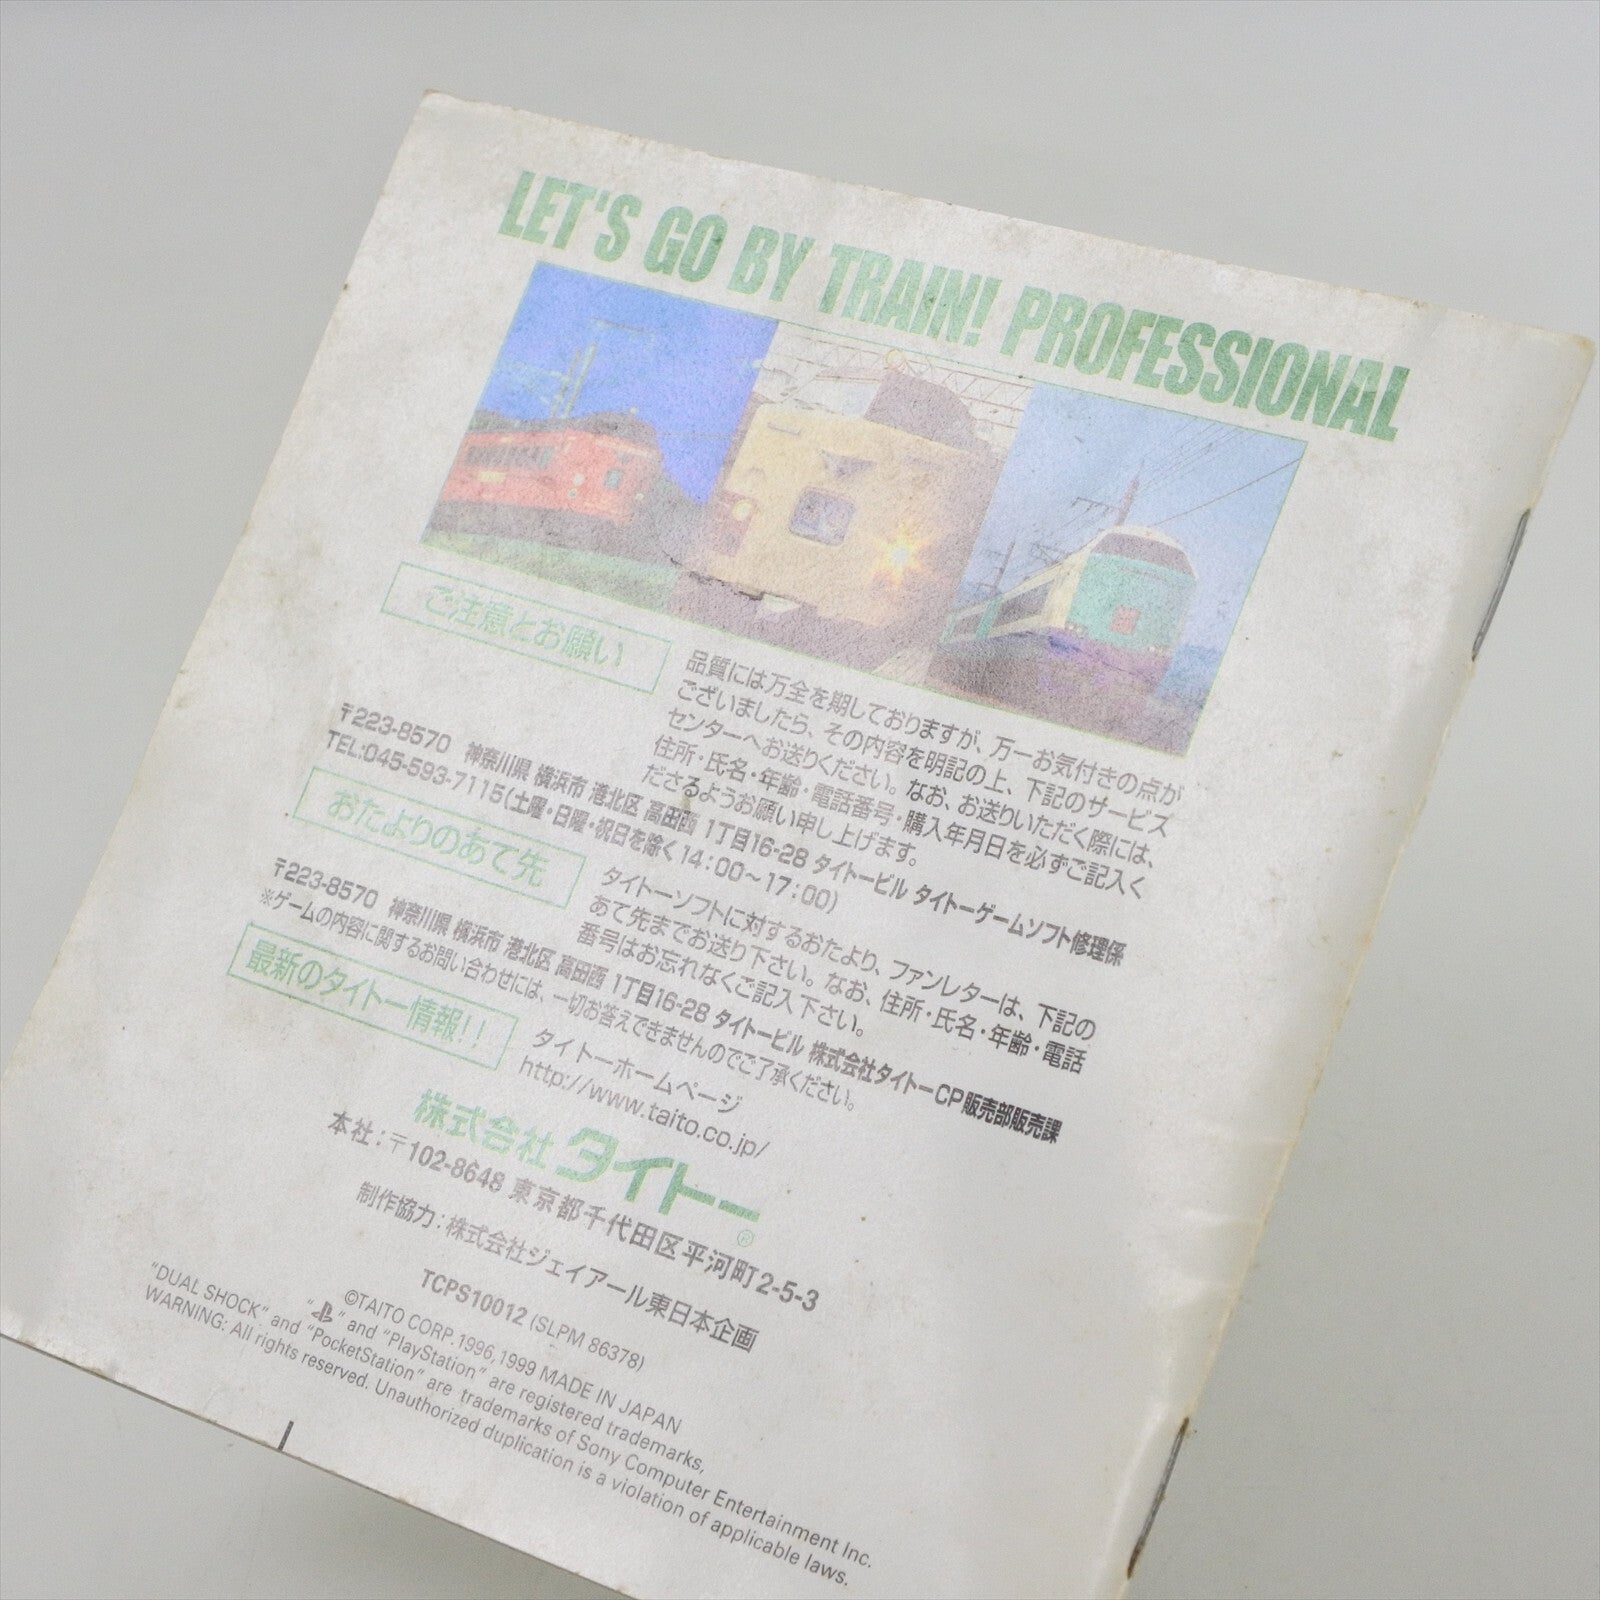 LET'S GO BY TRAIN! PROFESSIONAL
ご注意とお願い
品質には万全を期しておりますが、万一お気付きの点が
ございましたら、その内容を明記の上、下記のサービス
センターへお送りください。なお、お送りいただく際には、
住所・氏名・年齢・電話番号・購入年月日を必ずご記入く
ださるようお願い申し上げます。
〒223-8570 神奈川県 横浜市 港北区 高田西 1丁目16-28 タイトービル タイトーゲームソフト修理係
TEL:045-593-7115(土曜・日曜・祝日を除く14:00～17:00)
おたよりのあて先
タイトーソフトに対するおたより、ファンレターは、下記の
あて先までお送り下さい。なお、住所・氏名・年齢・電話
番号はお忘れなくご記入下さい。
〒223-8570 神奈川県 横浜市 港北区 高田西 1丁目16-28 タイトービル 株式会社タイトーCP販売部販売課
※ゲームの内容に関するお問い合わせには、一切お答えできませんのでご了承ください。
最新のタイトー情報!!
タイトーホームページ
http://www.taito.co.jp/
株式会社 タイトー®
本社:〒102-8648 東京都千代田区平河町2-5-3
制作協力:株式会社ジェイアール東日本企画
TCPS10012 (SLPM 86378)
©TAITO CORP.1996,1999 MADE IN JAPAN
" " and "PlayStation" are registered trademarks,
"DUAL SHOCK" and "PocketStation" are trademarks of Sony Computer Entertainment Inc.
WARNING: All rights reserved. Unauthorized duplication is a violation of applicable laws.